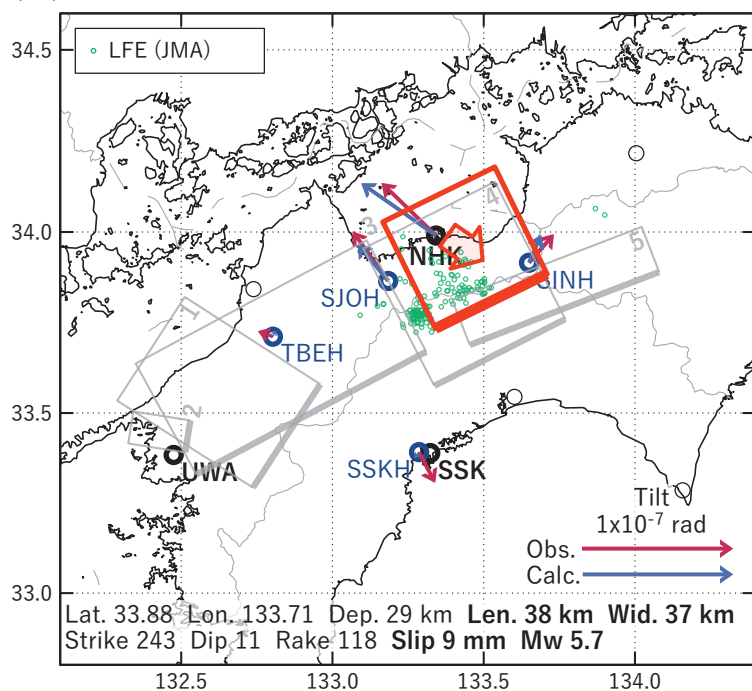 34.5
LFE (JMA)
34.0
3
4
NHK
5
SINH
SJOH
1
TBEH
33.5
2
UWA
SSKH
SSK
Tilt
1x10⁻⁷ rad
Obs.
Calc.
33.0
Lat. 33.88 Lon. 133.71 Dep. 29 km Len. 38 km Wid. 37 km
Strike 243 Dip 11 Rake 118 Slip 9 mm Mw 5.7
132.5 133.0 133.5 134.0